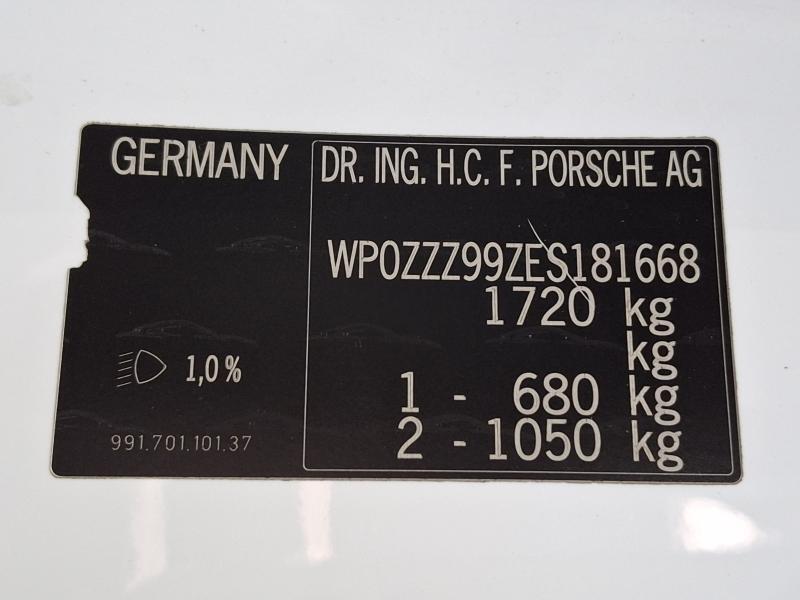 GERMANY
DR. ING. H.C. F. PORSCHE AG
WP0ZZZ99ZES181668
1720 kg
kg
1 - 680 kg
2 - 1050 kg
1,0 %
991.701.101.37